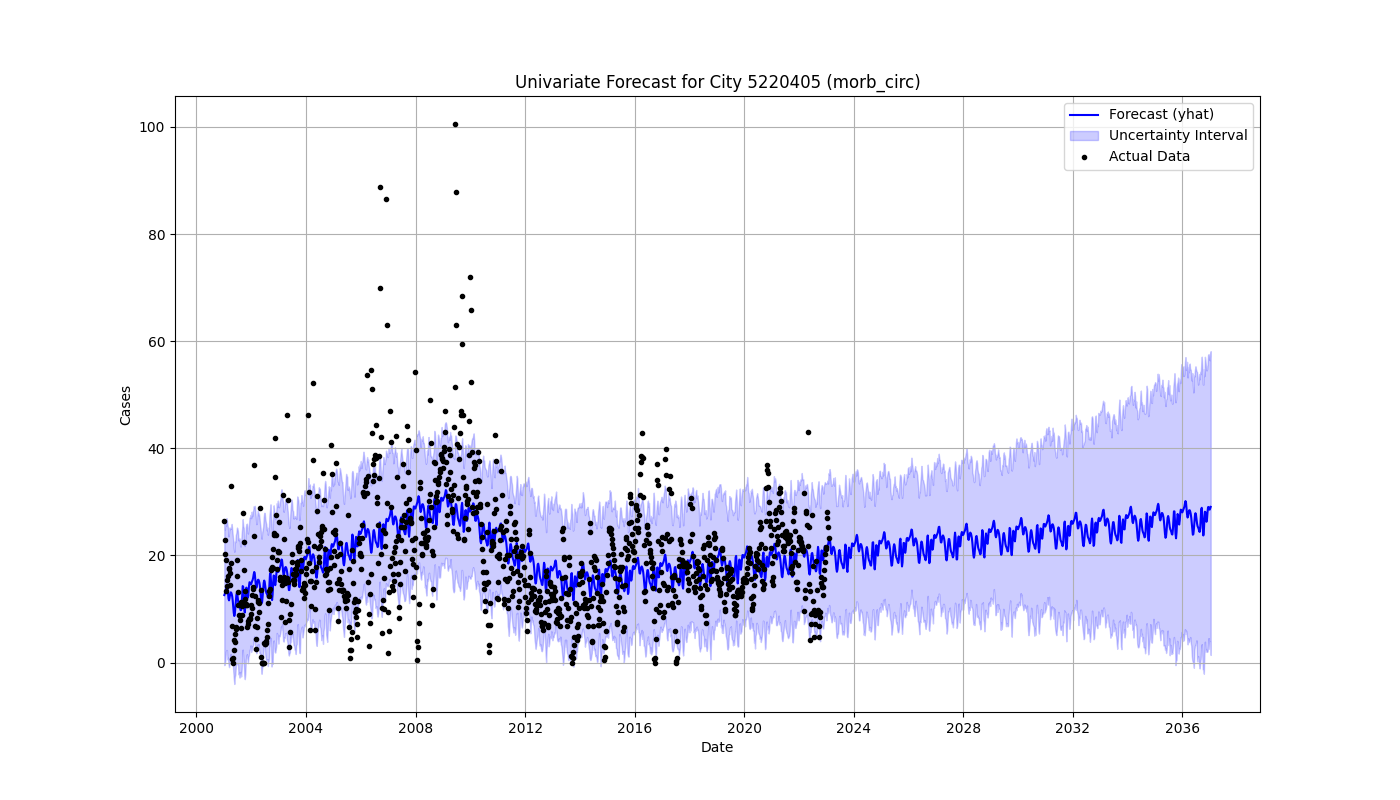 Univariate Forecast for City 5220405 (morb_circ)
Forecast (yhat)
Uncertainty Interval
Actual Data
Cases
100
80
60
40
20
0
2000 2004 2008 2012 2016 2020 2024 2028 2032 2036
Date